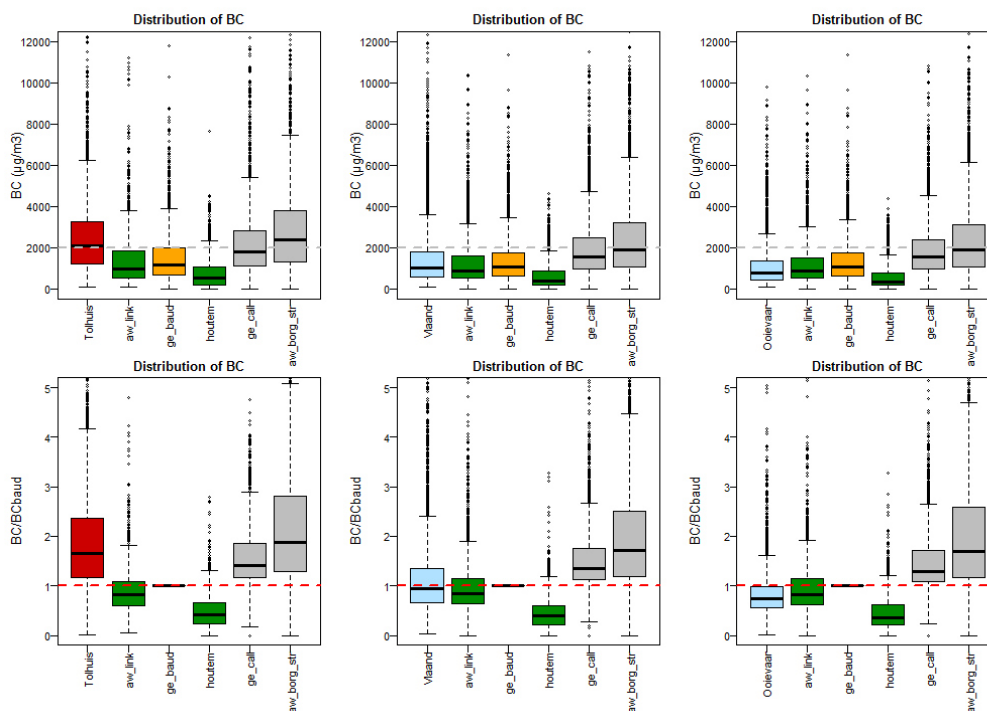 Distribution of BC
Distribution of BC
Distribution of BC
BC (µg/m3)
12000
10000
8000
6000
4000
2000
0
Tolhuis
aw_link
ge_baud
houtem
ge_call
aw_borg_str
BC (µg/m3)
12000
10000
8000
6000
4000
2000
0
Vlaand
aw_link
ge_baud
houtem
ge_call
aw_borg_str
BC (µg/m3)
12000
10000
8000
6000
4000
2000
0
Ooievaar
aw_link
ge_baud
houtem
ge_call
aw_borg_str
Distribution of BC
Distribution of BC
Distribution of BC
BC/BCbaud
5
4
3
2
1
0
Tolhuis
aw_link
ge_baud
houtem
ge_call
aw_borg_str
BC/BCbaud
5
4
3
2
1
0
Vlaand
aw_link
ge_baud
houtem
ge_call
aw_borg_str
BC/BCbaud
5
4
3
2
1
0
Ooievaar
aw_link
ge_baud
houtem
ge_call
aw_borg_str